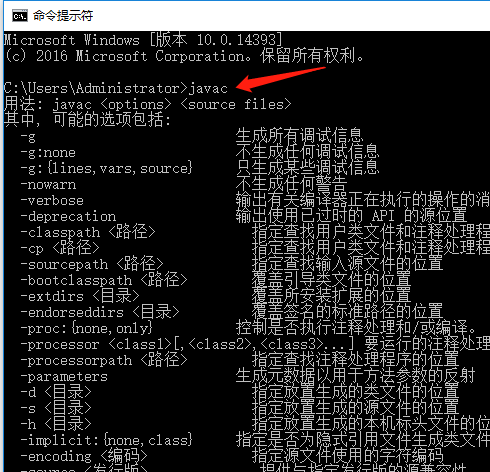 命令提示符
Microsoft Windows [版本 10.0.14393]
(c) 2016 Microsoft Corporation。保留所有权利。
C:\Users\Administrator>javac
用法: javac <options> <source files>
其中, 可能的选项包括:
-g 生成所有调试信息
-g:none 不生成任何调试信息
-g:{lines,vars,source} 只生成某些调试信息
-nowarn 不生成任何警告
-verbose 输出有关编译器正在执行的操作的消
-deprecation 输出使用已过时的 API 的源位置
-classpath <路径> 指定查找用户类文件和注释处理程
-cp <路径> 指定查找用户类文件和注释处理程
-sourcepath <路径> 指定查找输入源文件的位置
-bootclasspath <路径> 覆盖引导类文件的位置
-extdirs <目录> 覆盖所安装扩展的位置
-endorseddirs <目录> 覆盖签名的标准路径的位置
-proc:{none,only} 控制是否执行注释处理和/或编译。
-processor <class1>[,<class2>,<class3>...] 要运行的注释处理
-processorpath <路径> 指定查找注释处理程序的位置
-parameters 生成元数据以用于方法参数的反射
-d <目录> 指定放置生成的类文件的位置
-s <目录> 指定放置生成的源文件的位置
-h <目录> 指定放置生成的本机标头文件的位
-implicit:{none,class} 指定是否为隐式引用文件生成类文件
-encoding <编码> 指定源文件使用的字符编码
-source <发行版> 提供与指定发行版的源兼容性